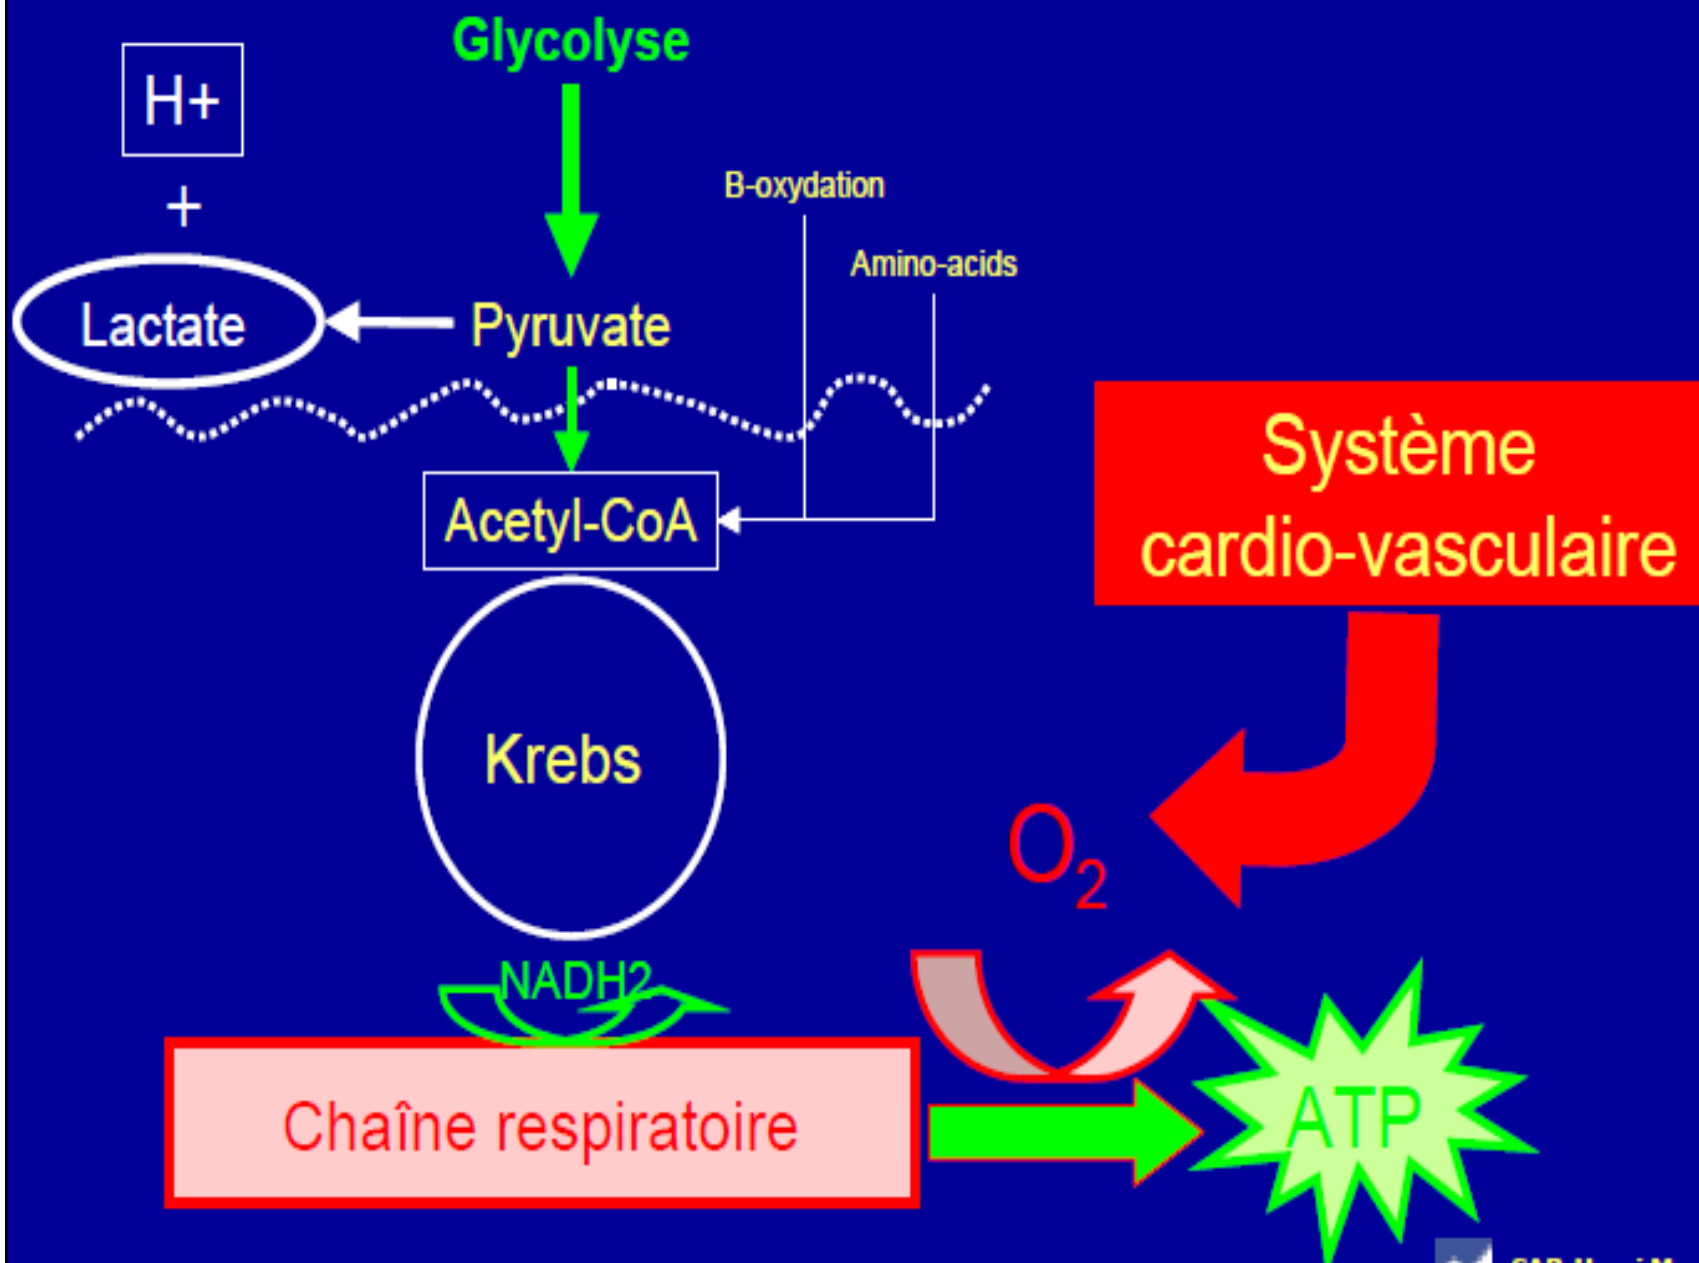 Glycolyse
H+
+
B-oxydation
Amino-acids
Lactate
Pyruvate
Système
cardio-vasculaire
Acetyl-CoA
Krebs
O₂
NADH2
Chaîne respiratoire
ATP